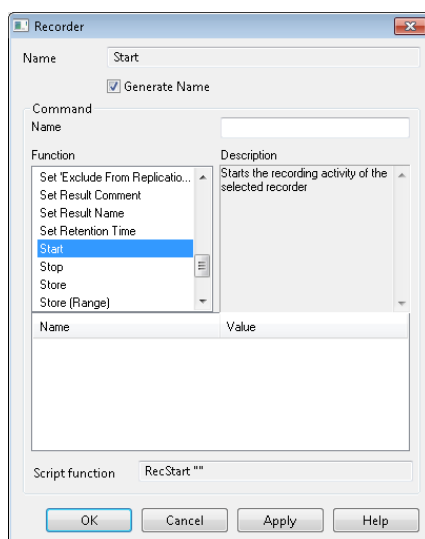 Recorder
Name
Start
Generate Name
Command
Name
Function
Description
Set 'Exclude From Replicatio...
Set Result Comment
Set Result Name
Set Retention Time
Start
Stop
Store
Store (Range)
Starts the recording activity of the
selected recorder
Name Value
Script function
RecStart ""
OK Cancel Apply Help